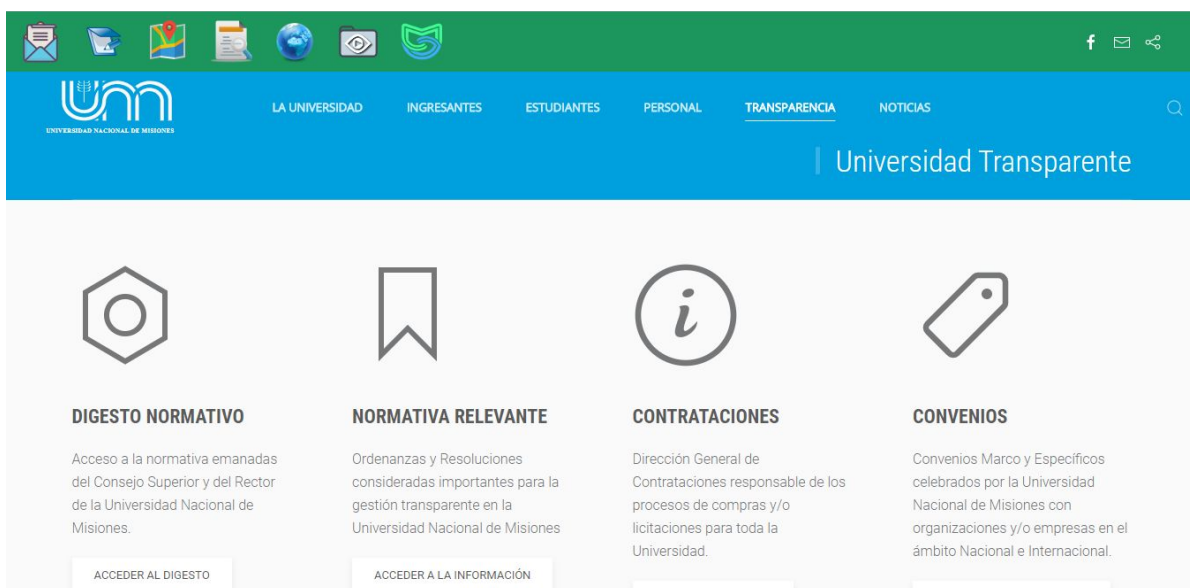 UNIVERSIDAD NACIONAL DE MISIONES
LA UNIVERSIDAD
INGRESANTES
ESTUDIANTES
PERSONAL
TRANSPARENCIA
NOTICIAS
Universidad Transparente
DIGESTO NORMATIVO
Acceso a la normativa emanadas
del Consejo Superior y del Rector
de la Universidad Nacional de
Misiones.
ACCEDER AL DIGESTO
NORMATIVA RELEVANTE
Ordenanzas y Resoluciones
consideradas importantes para la
gestión transparente en la
Universidad Nacional de Misiones
ACCEDER A LA INFORMACIÓN
CONTRATACIONES
Dirección General de
Contrataciones responsable de los
procesos de compras y/o
licitaciones para toda la
Universidad.
CONVENIOS
Convenios Marco y Específicos
celebrados por la Universidad
Nacional de Misiones con
organizaciones y/o empresas en el
ámbito Nacional e Internacional.